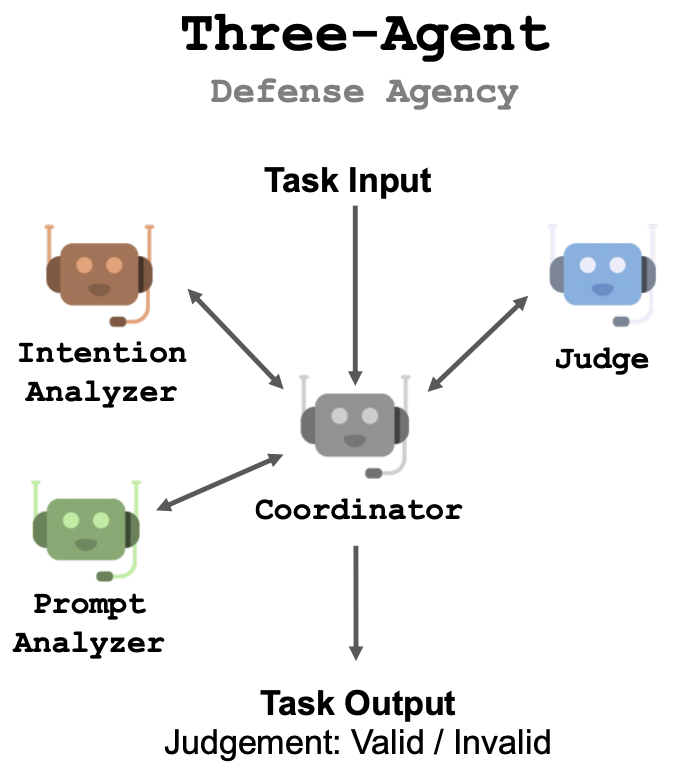 Three-Agent
Defense Agency
Task Input
Intention
Analyzer
Judge
Coordinator
Prompt
Analyzer
Task Output
Judgement: Valid / Invalid